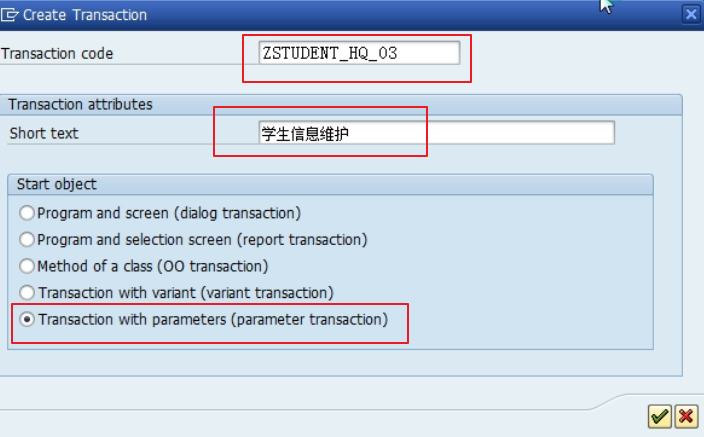 Create Transaction
Transaction code ZSTUDENT_HQ_03
Transaction attributes
Short text 学生信息维护
Start object
Program and screen (dialog transaction)
Program and selection screen (report transaction)
Method of a class (OO transaction)
Transaction with variant (variant transaction)
Transaction with parameters (parameter transaction)